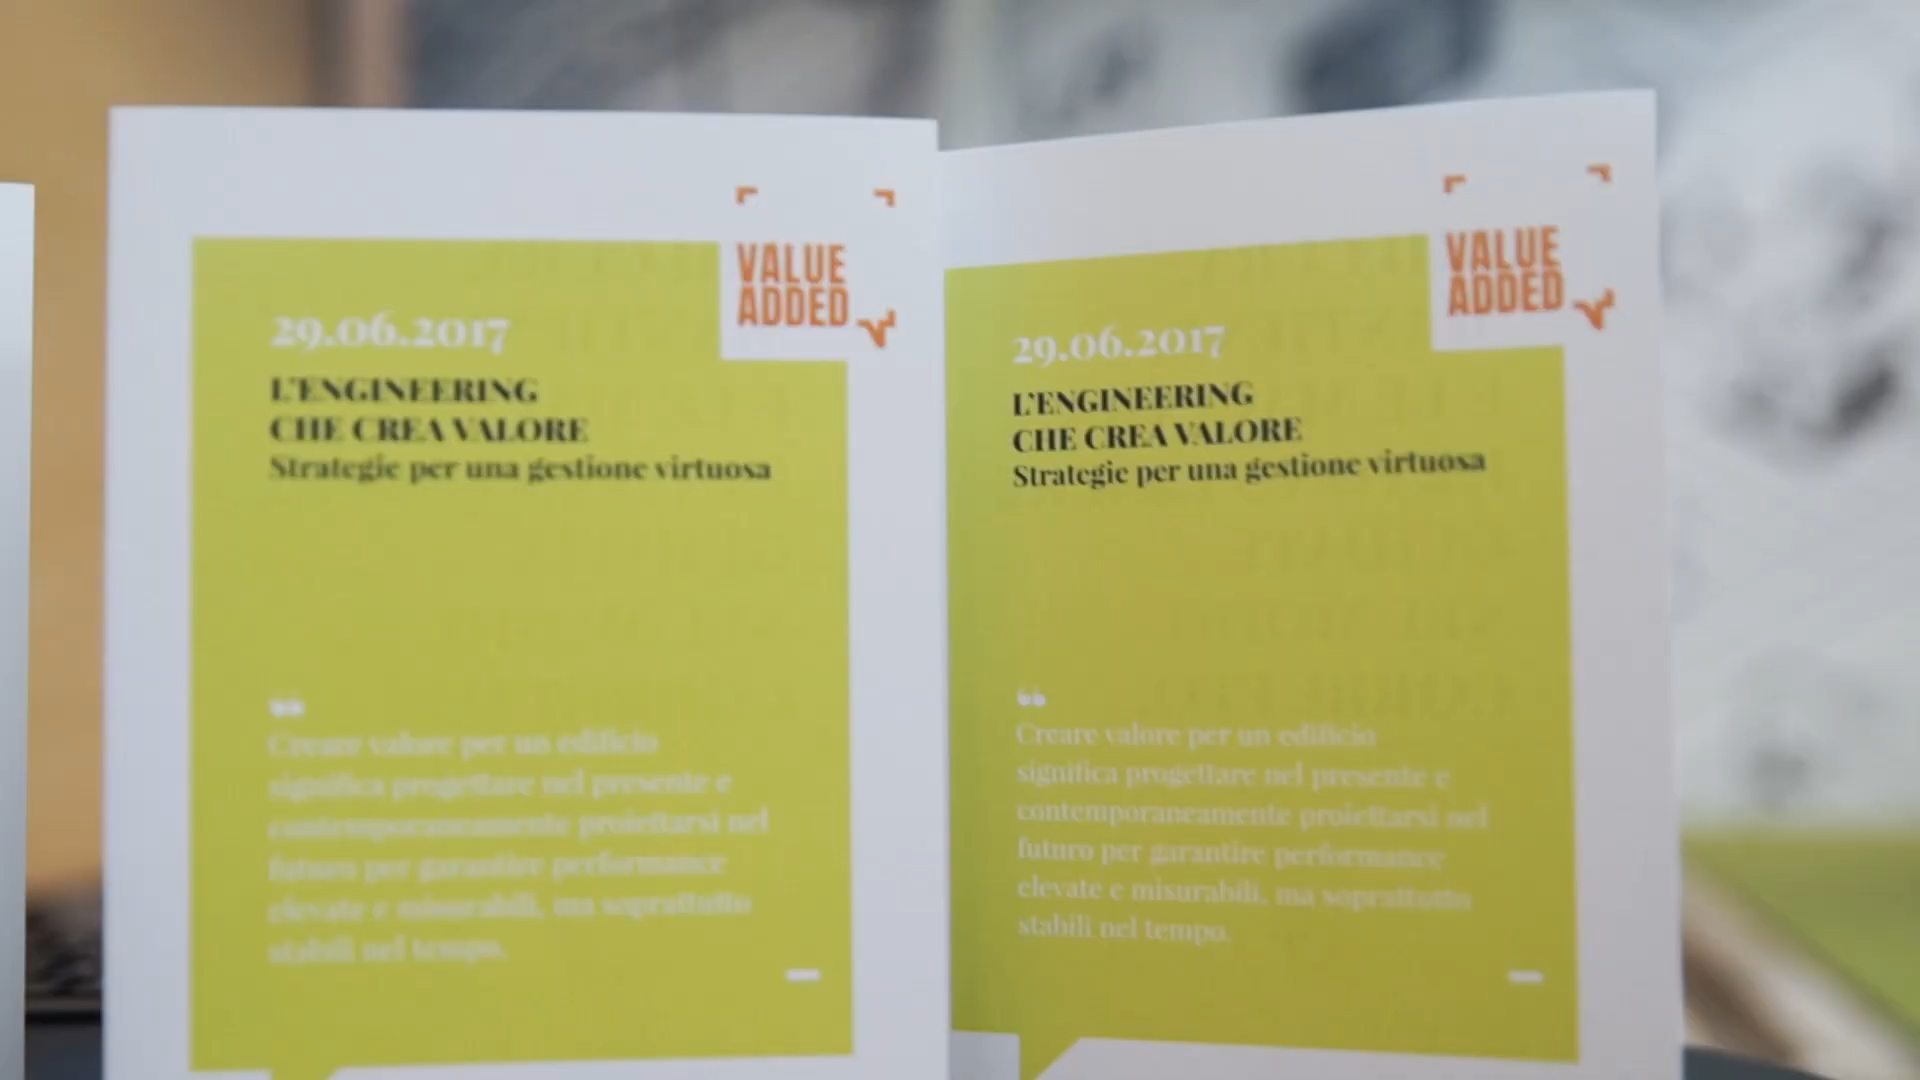 VALUE
ADDED
29.06.2017
L'ENGINEERING
CHE CREA VALORE
Strategie per una gestione virtuosa
“
Creare valore per un edificio
significa progettare nel presente e
contemporaneamente proiettarsi nel
futuro per garantire performance
elevate e misurabili, ma soprattutto
stabili nel tempo.
VALUE
ADDED
29.06.2017
L'ENGINEERING
CHE CREA VALORE
Strategie per una gestione virtuosa
“
Creare valore per un edificio
significa progettare nel presente e
contemporaneamente proiettarsi nel
futuro per garantire performance
elevate e misurabili, ma soprattutto
stabili nel tempo.